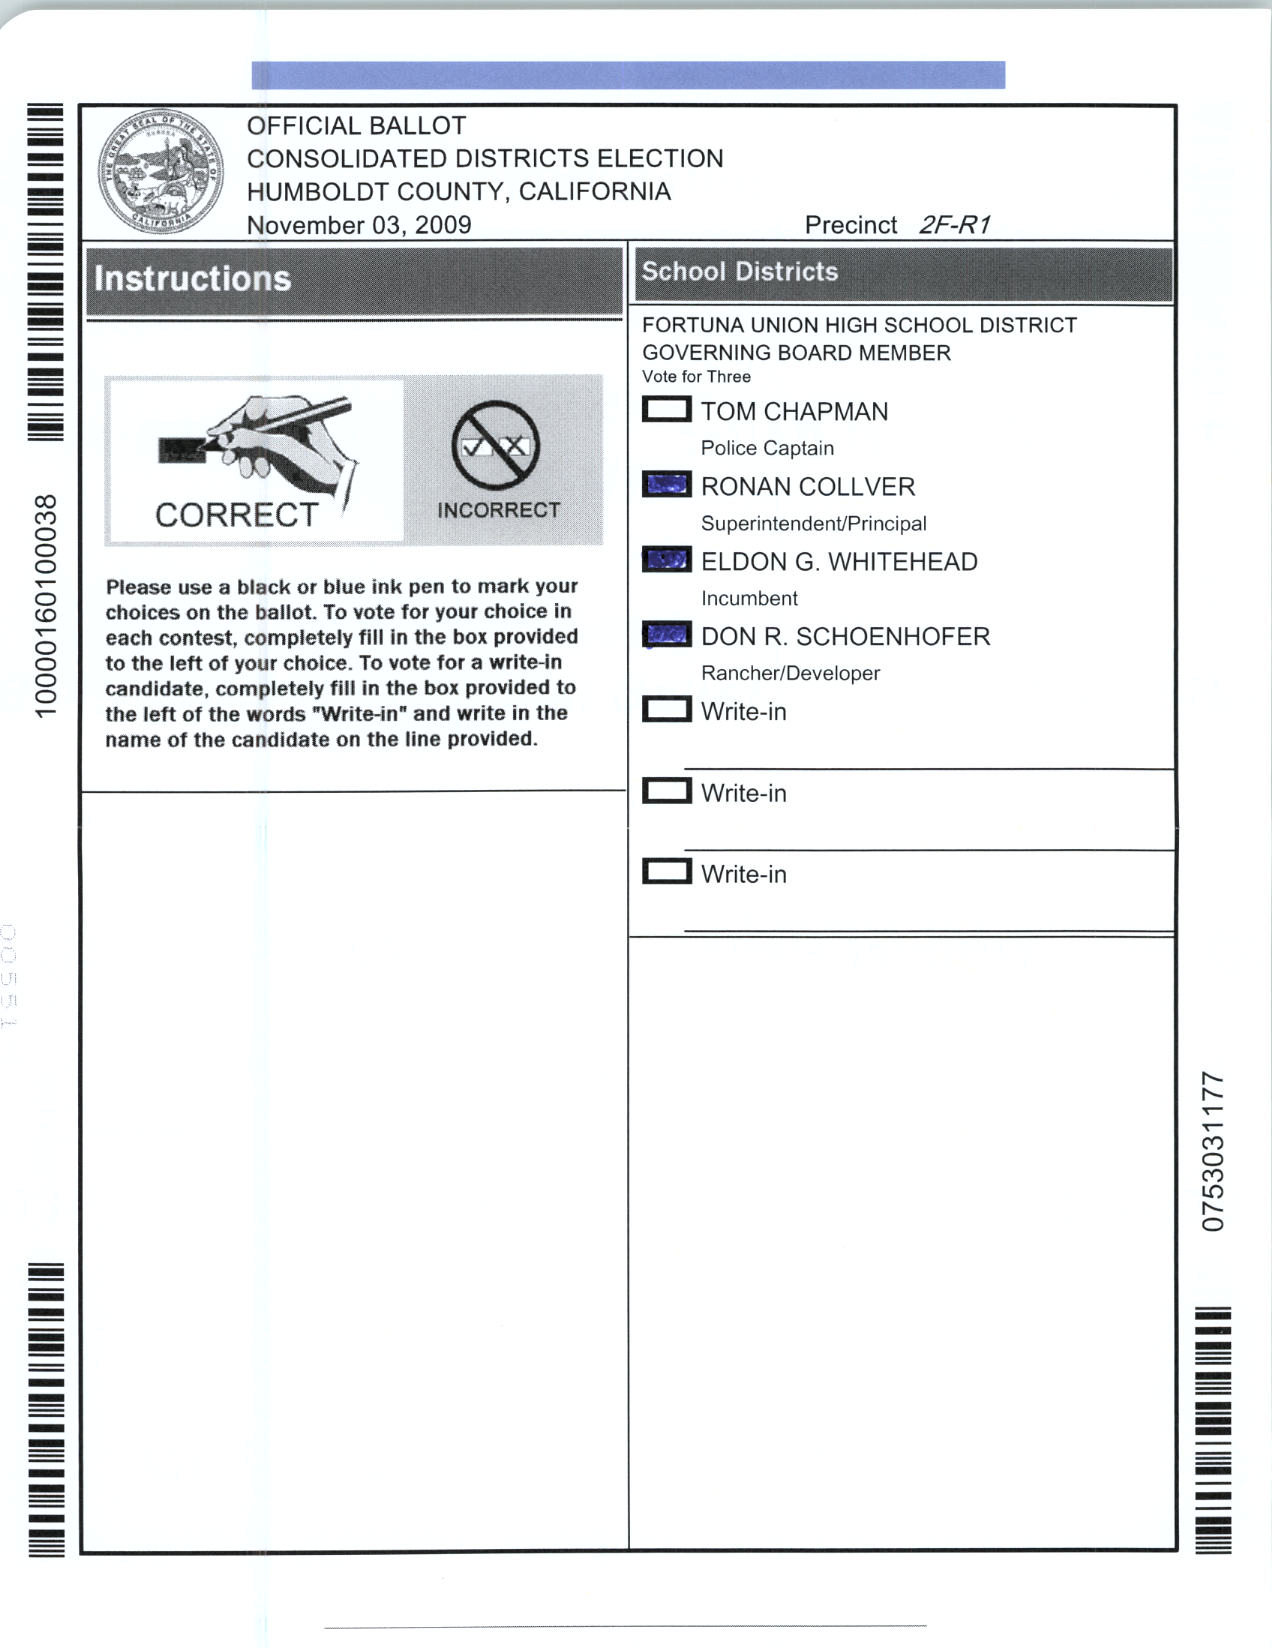 OFFICIAL BALLOT
CONSOLIDATED DISTRICTS ELECTION
HUMBOLDT COUNTY, CALIFORNIA
November 03, 2009
Precinct 2F-R1
THE GREAT SEAL OF THE STATE OF CALIFORNIA
EUREKA
Instructions
CORRECT
INCORRECT
Please use a black or blue ink pen to mark your
choices on the ballot. To vote for your choice in
each contest, completely fill in the box provided
to the left of your choice. To vote for a write-in
candidate, completely fill in the box provided to
the left of the words "Write-in" and write in the
name of the candidate on the line provided.
School Districts
FORTUNA UNION HIGH SCHOOL DISTRICT
GOVERNING BOARD MEMBER
Vote for Three
TOM CHAPMAN
Police Captain
RONAN COLLVER
Superintendent/Principal
ELDON G. WHITEHEAD
Incumbent
DON R. SCHOENHOFER
Rancher/Developer
Write-in
Write-in
Write-in
10000160100038
0753031177